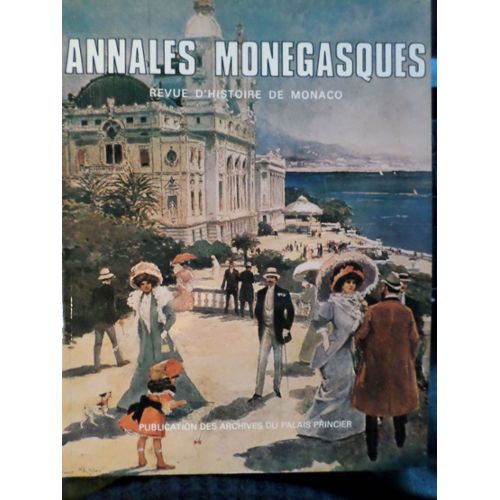 ANNALES MONEGASQUES
REVUE D'HISTOIRE DE MONACO
PUBLICATION DES ARCHIVES DU PALAIS PRINCIER